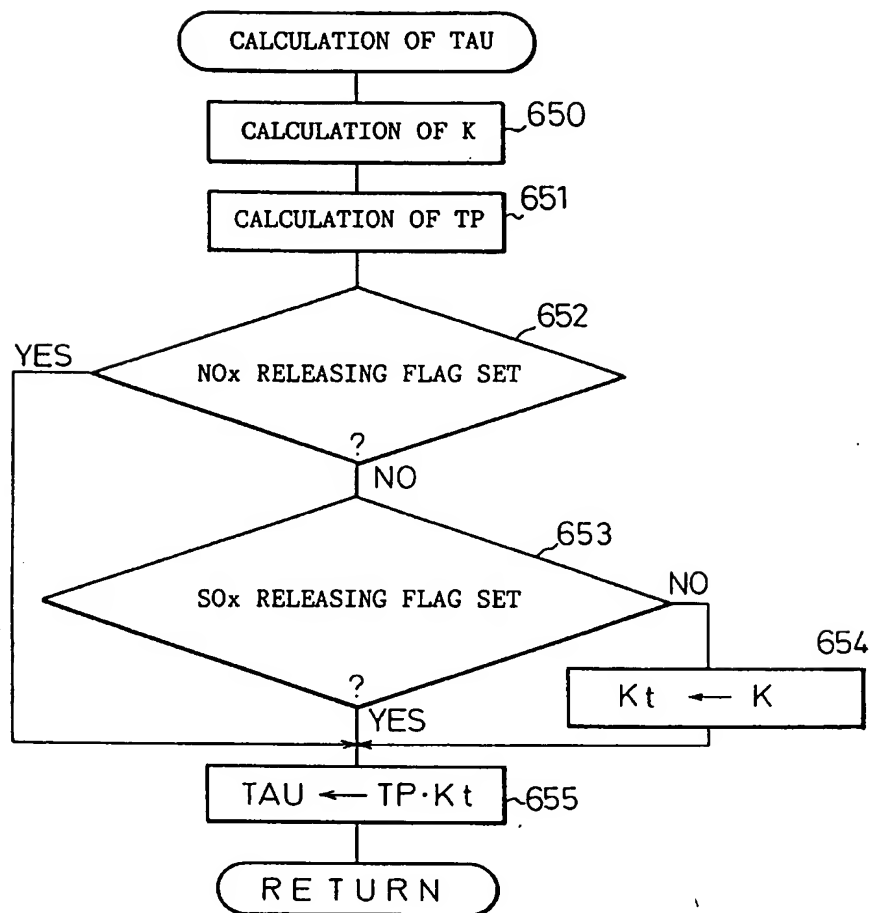 CALCULATION OF TAU
CALCULATION OF K
650
CALCULATION OF TP
651
652
YES
NOx RELEASING FLAG SET
?
NO
653
SOx RELEASING FLAG SET
NO
654
?
YES
Kt ← K
TAU ← TP·Kt
655
RETURN